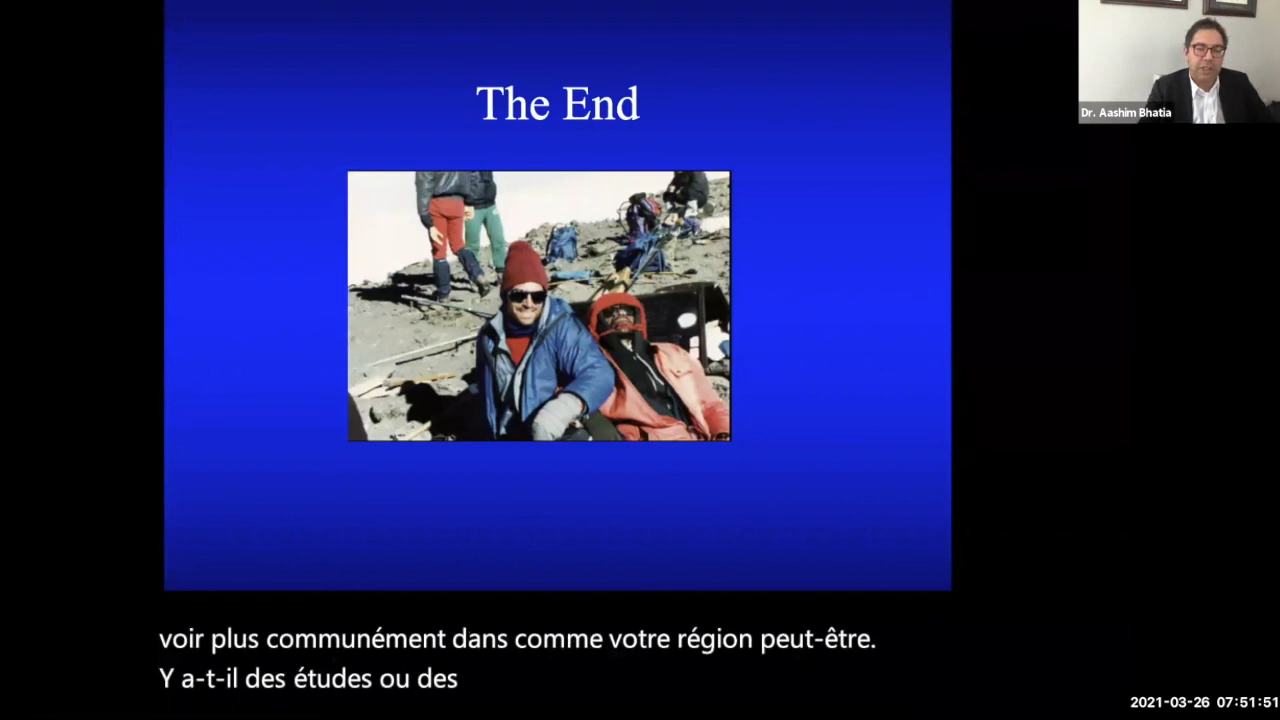 The End
Dr. Aashim Bhatia
voir plus communément dans comme votre région peut-être.
Y a-t-il des études ou des
2021-03-26 07:51:51